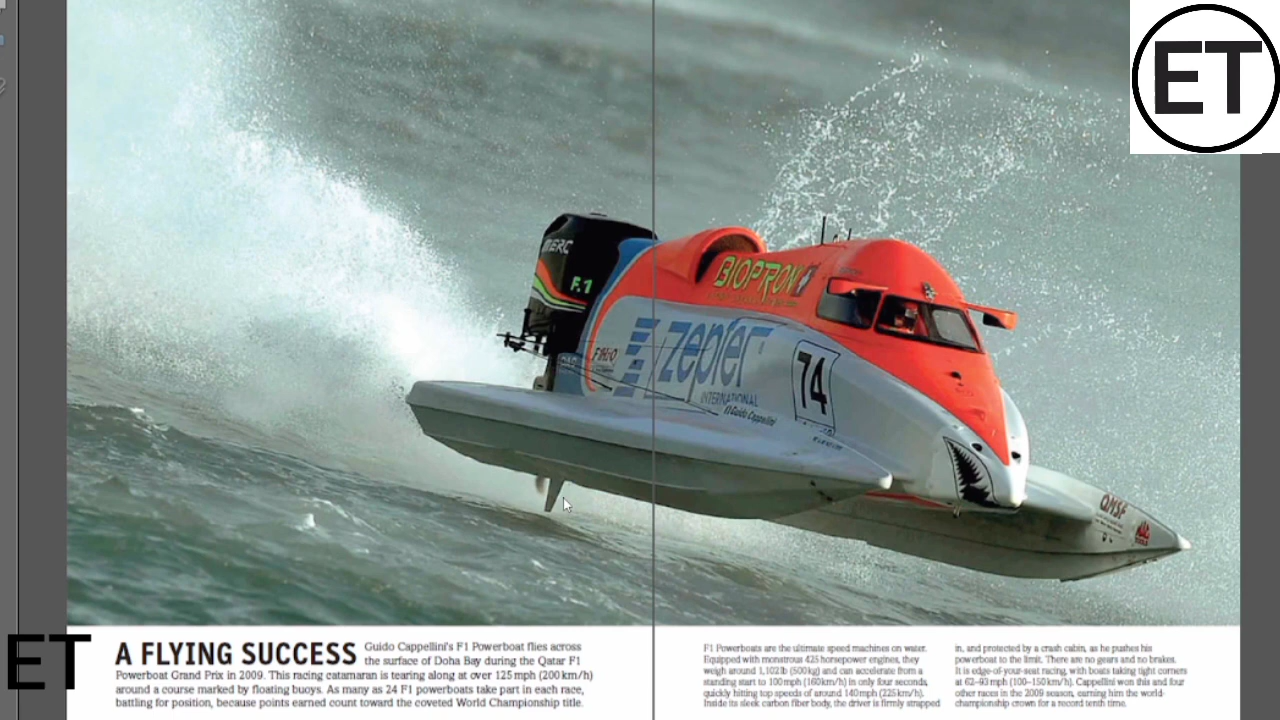 ET
MERC
F.1
BIOPTRON
F1H2O
zepter
INTERNATIONAL
Guido Cappellini
74
QMSF
MAC
TOOLS
ET
A FLYING SUCCESS Guido Cappellini's F1 Powerboat flies across
the surface of Doha Bay during the Qatar F1
Powerboat Grand Prix in 2009. This racing catamaran is tearing along at over 125 mph (200 km/h)
around a course marked by floating buoys. As many as 24 F1 powerboats take part in each race,
battling for position, because points earned count toward the coveted World Championship title.
F1 Powerboats are the ultimate speed machines on water.
Equipped with monstrous 425 horsepower engines, they
weigh around 1,102 lb (500 kg) and can accelerate from a
standing start to 100 mph (160 km/h) in only four seconds,
quickly hitting top speeds of around 140 mph (225 km/h).
Inside its sleek carbon fiber body, the driver is firmly strapped
in, and protected by a crash cabin, as he pushes his
powerboat to the limit. There are no gears and no brakes.
It is edge-of-your-seat racing, with boats taking tight corners
at 62–93 mph (100–150 km/h). Cappellini won this and four
other races in the 2009 season, earning him the world-
championship crown for a record tenth time.